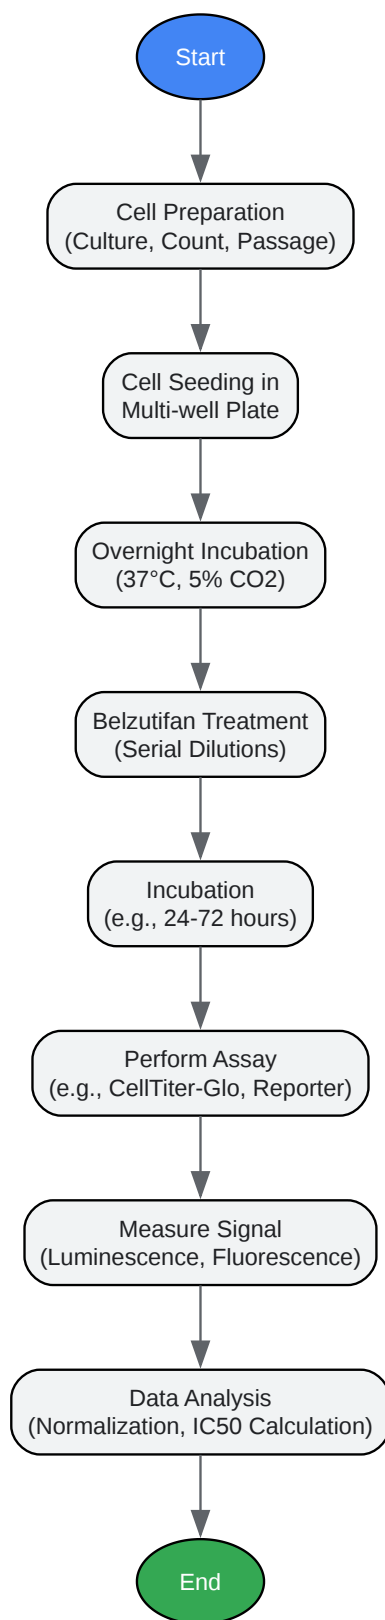 Start
Cell Preparation
(Culture, Count, Passage)
Cell Seeding in
Multi-well Plate
Overnight Incubation
(37°C, 5% CO2)
Belzutifan Treatment
(Serial Dilutions)
Incubation
(e.g., 24-72 hours)
Perform Assay
(e.g., CellTiter-Glo, Reporter)
Measure Signal
(Luminescence, Fluorescence)
Data Analysis
(Normalization, IC50 Calculation)
End